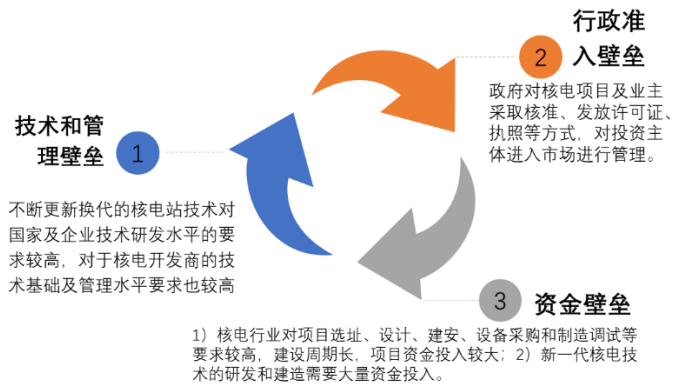 技术和管
理壁垒
1
不断更新换代的核电站技术对
国家及企业技术研发水平的要
求较高，对于核电开发商的技
术基础及管理水平要求也较高
行政准
入壁垒
2
政府对核电项目及业主
采取核准、发放许可证、
执照等方式，对投资主
体进入市场进行管理。
3
资金壁垒
1）核电行业对项目选址、设计、建安、设备采购和制造调试等
要求较高，建设周期长，项目资金投入较大；2）新一代核电技
术的研发和建造需要大量资金投入。